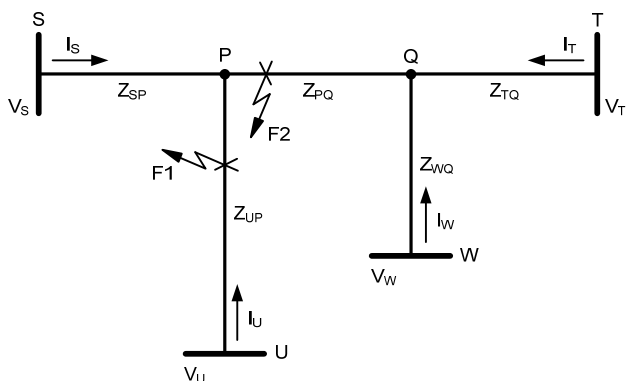 S
I_S
P
Q
I_T
T
V_S
Z_SP
F2
Z_PQ
Z_TQ
V_T
F1
Z_WQ
Z_UP
I_W
W
V_W
I_U
U
V_U